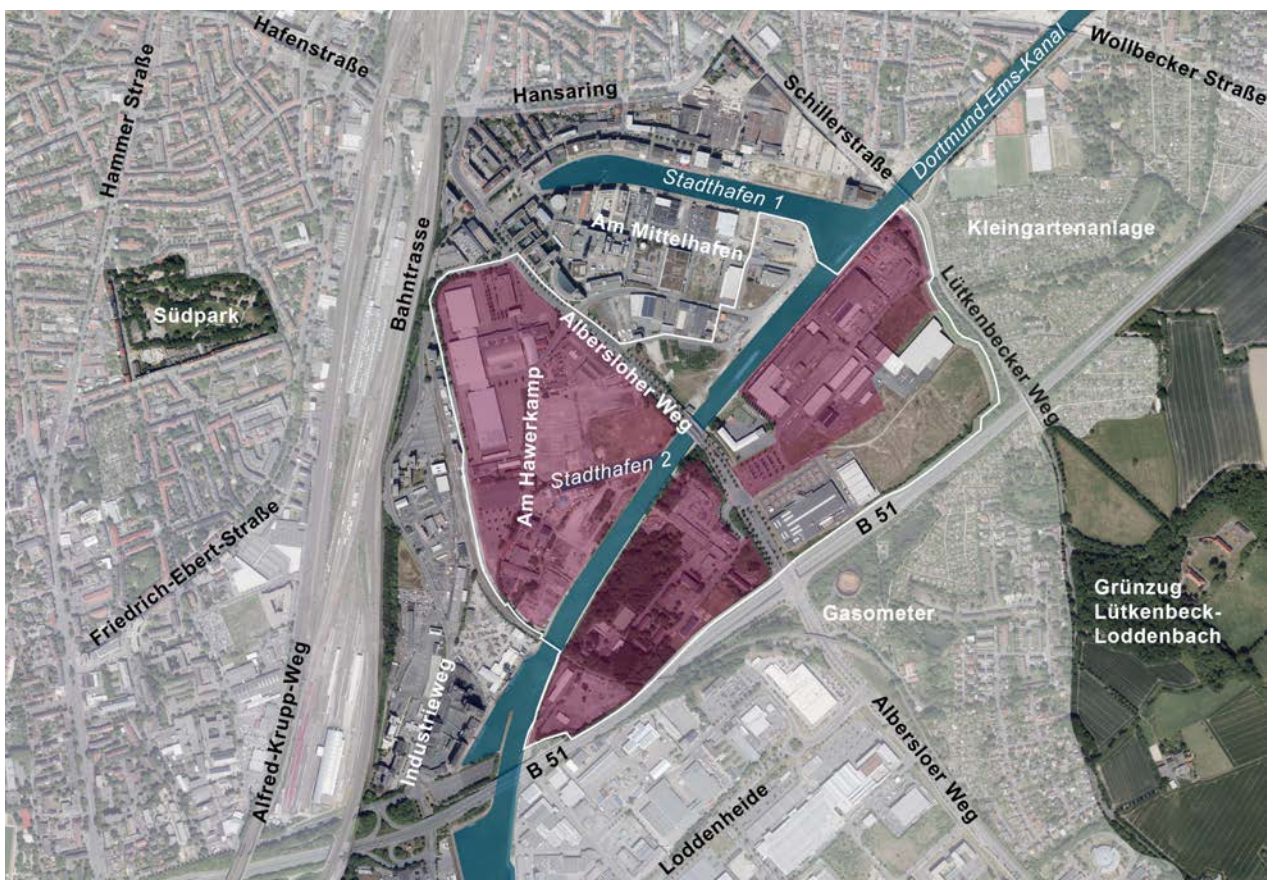 Hafenstraße
Hammer Straße
Hansaring
Schillerstraße
Dortmund-Ems-Kanal
Wollbecker Straße
Stadthafen 1
Am Mittelhafen
Kleingartenanlage
Bahntrasse
Südpark
Lütkenbecker Weg
Albersloher Weg
Am Hawerkamp
Stadthafen 2
B 51
Friedrich-Ebert-Straße
Gasometer
Grünzug
Lütkenbeck-
Loddenbach
Industrieweg
Alfred-Krupp-Weg
B 51
Albersloer Weg
Loddenheide